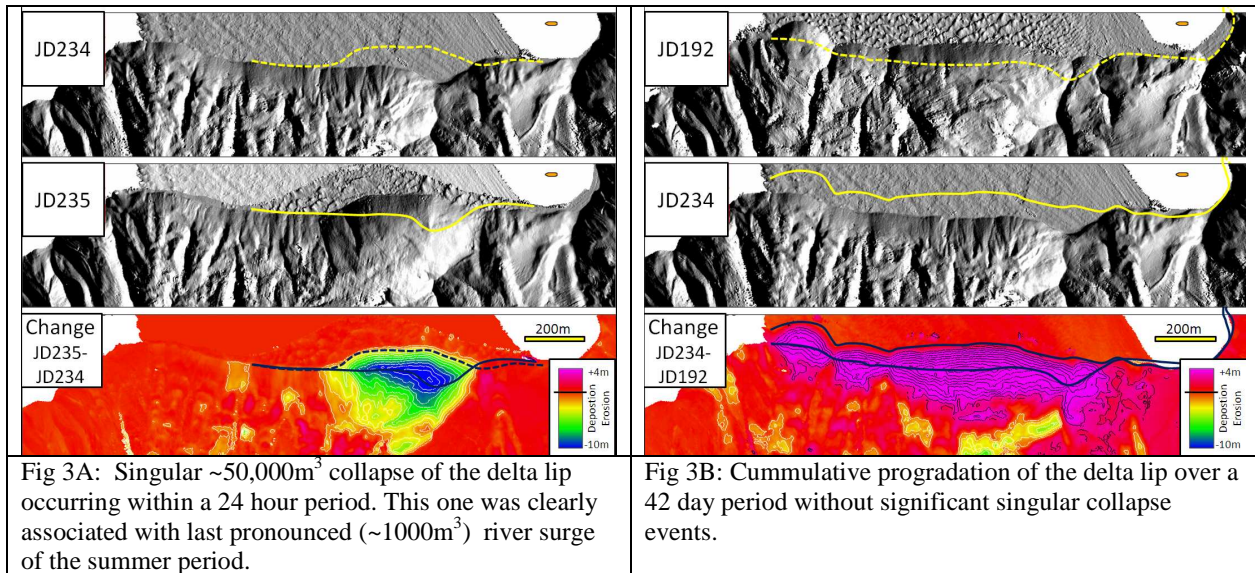 JD234
JD235
Change
JD235-
JD234
200m
+4m
Depostion
Erosion
-10m
Fig 3A: Singular ~50,000m³ collapse of the delta lip
occurring within a 24 hour period. This one was clearly
associated with last pronounced (~1000m³) river surge
of the summer period.
JD192
JD234
Change
JD234-
JD192
200m
+4m
Depostion
Erosion
-10m
Fig 3B: Cummulative progradation of the delta lip over a
42 day period without significant singular collapse
events.